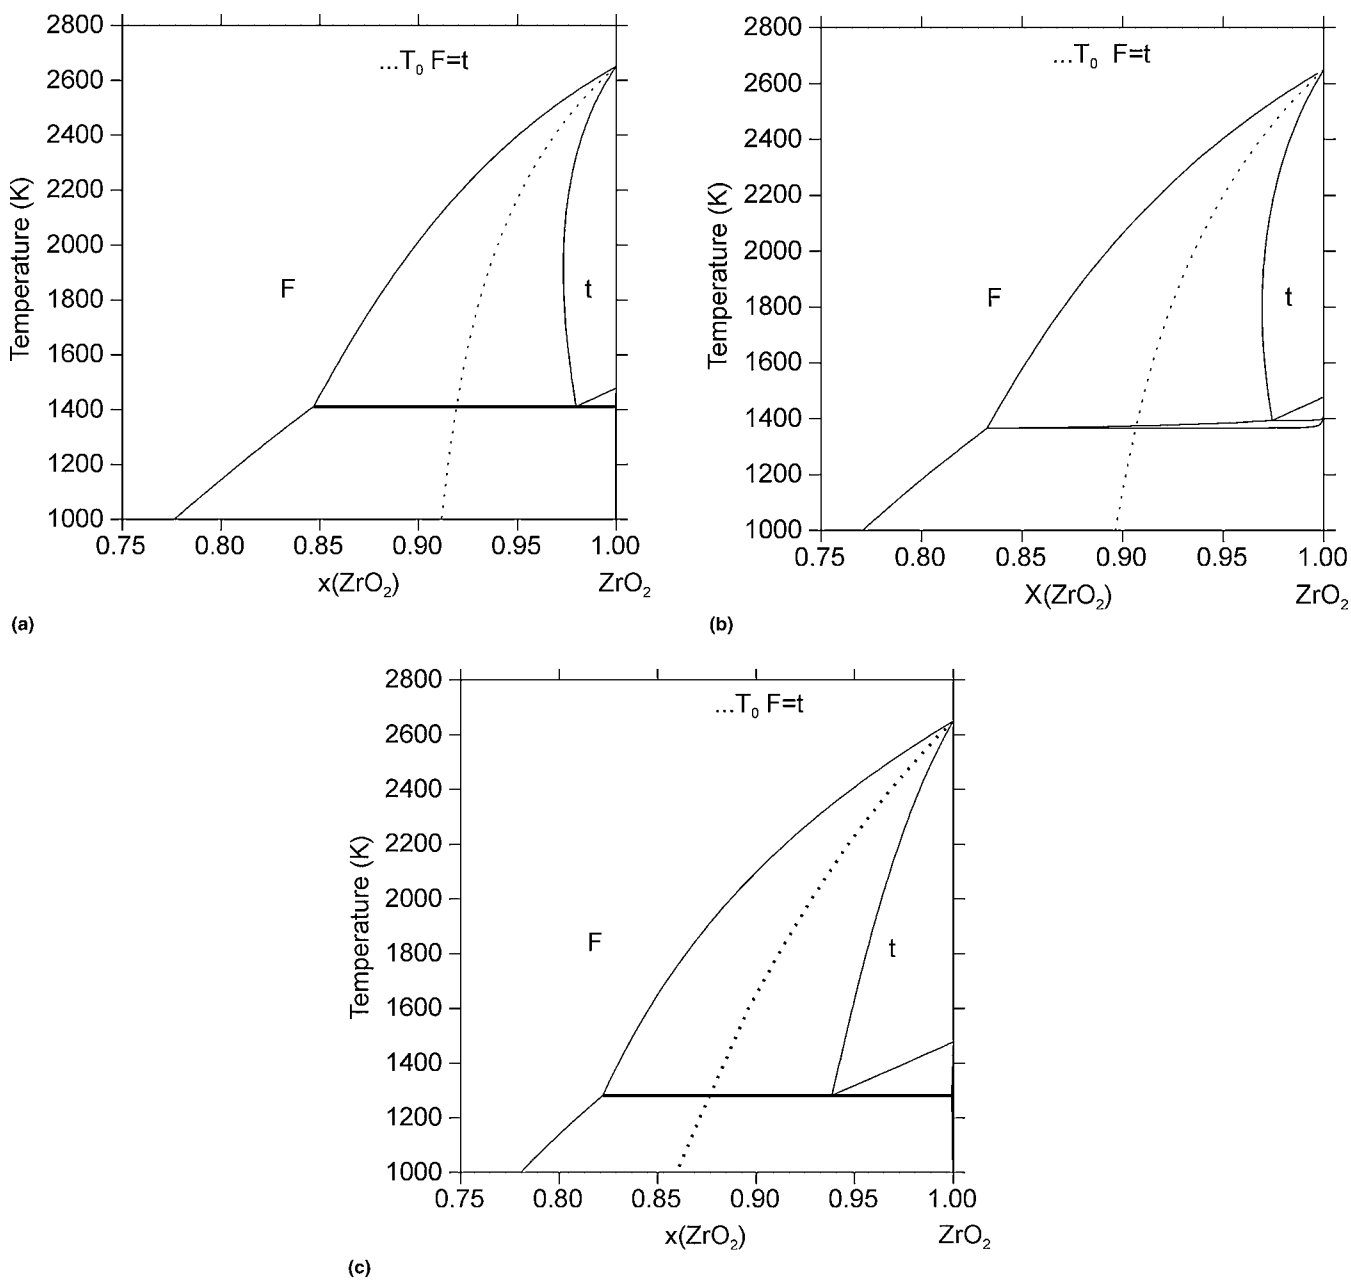 2800
2600
2400
2200
2000
1800
1600
1400
1200
1000
Temperature (K)
...T₀ F=t
F
t
0.75 0.80 0.85 0.90 0.95 1.00
x(ZrO₂) ZrO₂
(a)
2800
2600
2400
2200
2000
1800
1600
1400
1200
1000
Temperature (K)
...T₀ F=t
F
t
0.75 0.80 0.85 0.90 0.95 1.00
X(ZrO₂) ZrO₂
(b)
2800
2600
2400
2200
2000
1800
1600
1400
1200
1000
Temperature (K)
...T₀ F=t
F
t
0.75 0.80 0.85 0.90 0.95 1.00
x(ZrO₂) ZrO₂
(c)